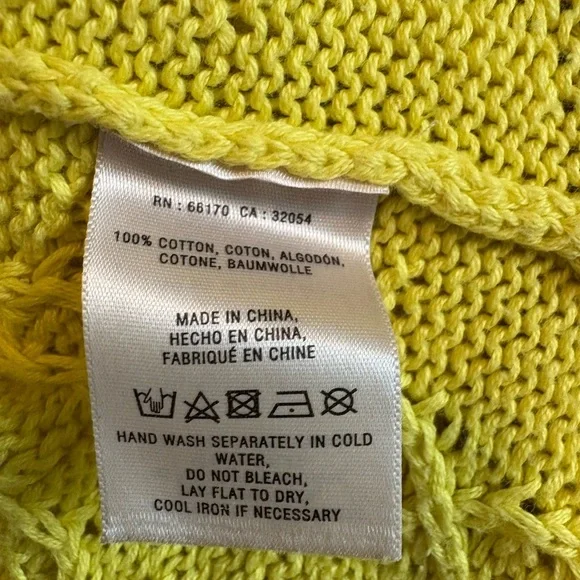 RN : 66170 CA : 32054
100% COTTON, COTON, ALGODÓN,
COTONE, BAUMWOLLE
MADE IN CHINA,
HECHO EN CHINA,
FABRIQUÉ EN CHINE
HAND WASH SEPARATELY IN COLD
WATER,
DO NOT BLEACH,
LAY FLAT TO DRY,
COOL IRON IF NECESSARY